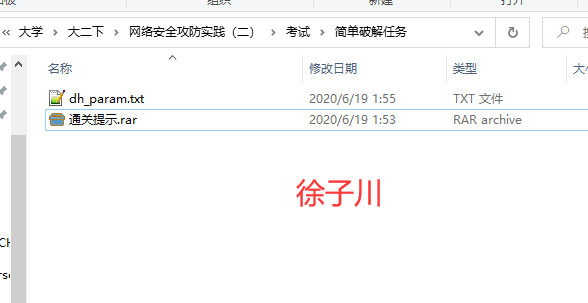 « 大学 > 大二下 > 网络安全攻防实践（二） > 考试 > 简单破解任务
名称 修改日期 类型
dh_param.txt 2020/6/19 1:55 TXT 文件
通关提示.rar 2020/6/19 1:53 RAR archive
徐子川